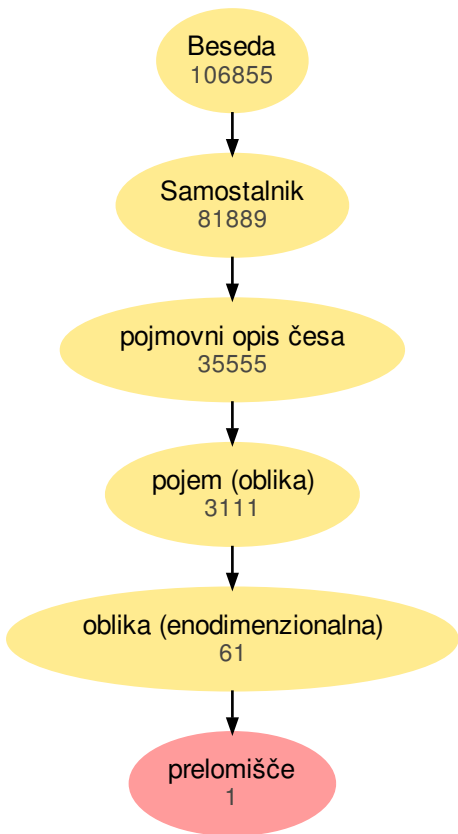 Beseda
106855
Samostalnik
81889
pojmovni opis česa
35555
pojem (oblika)
3111
oblika (enodimenzionalna)
61
prelomišče
1